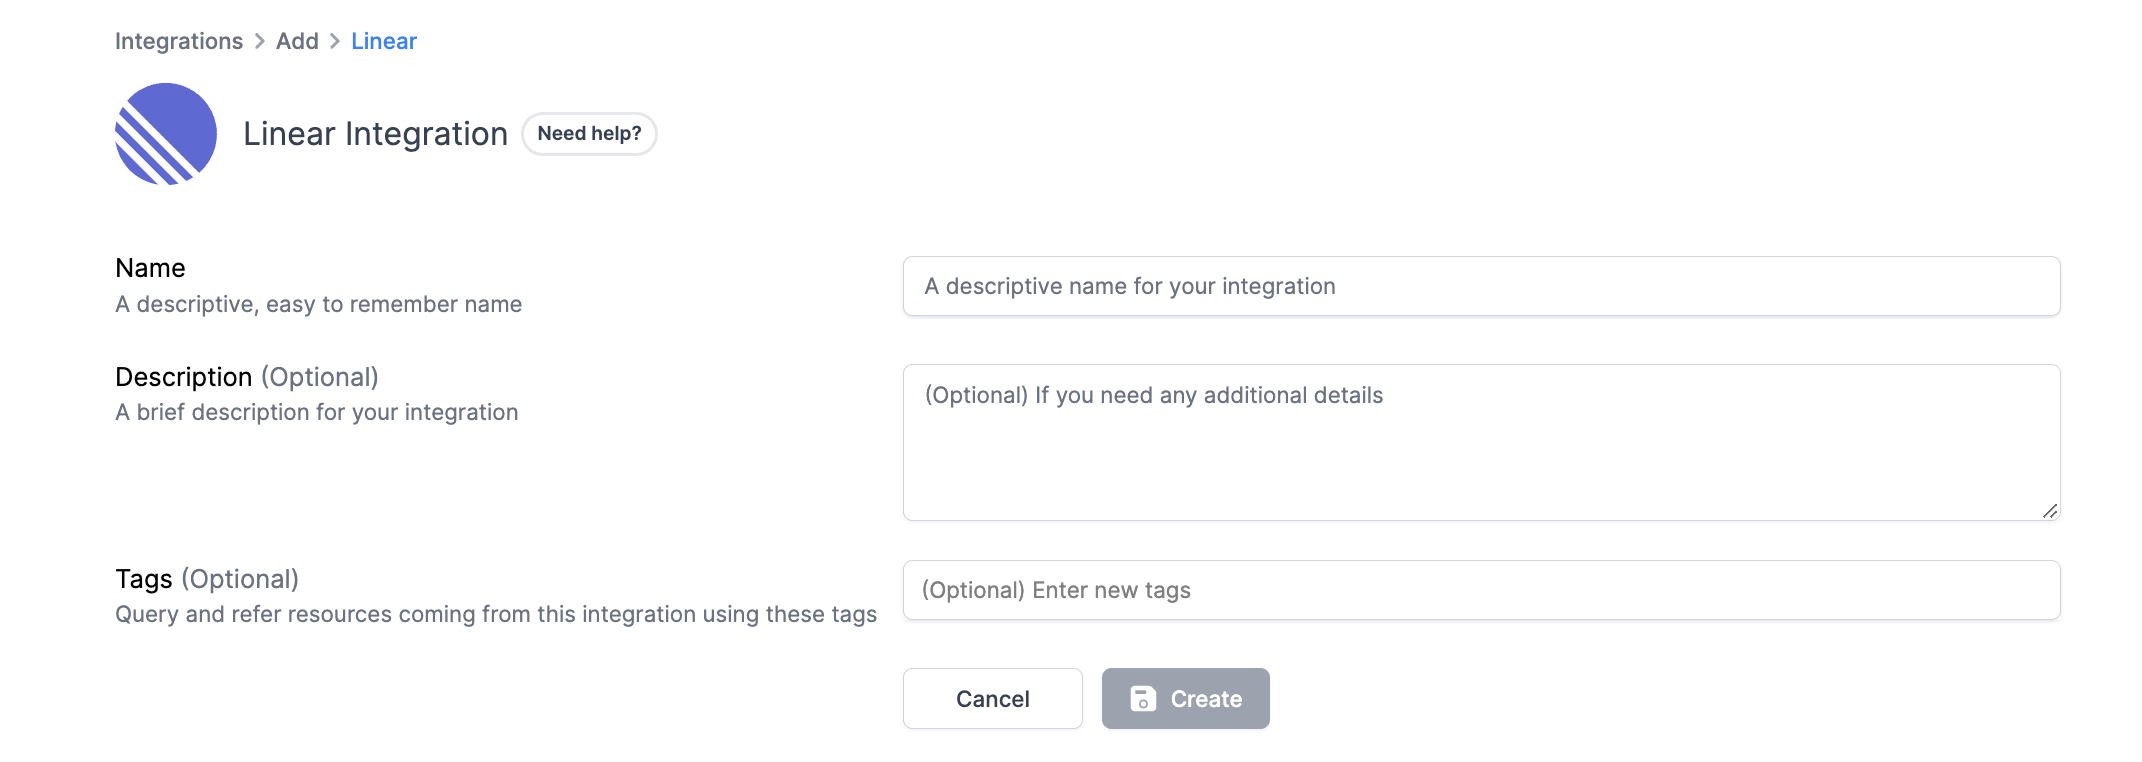 Integrations > Add > Linear
Linear Integration Need help?
Name
A descriptive, easy to remember name
A descriptive name for your integration
Description (Optional)
A brief description for your integration
(Optional) If you need any additional details
Tags (Optional)
Query and refer resources coming from this integration using these tags
(Optional) Enter new tags
Cancel Create